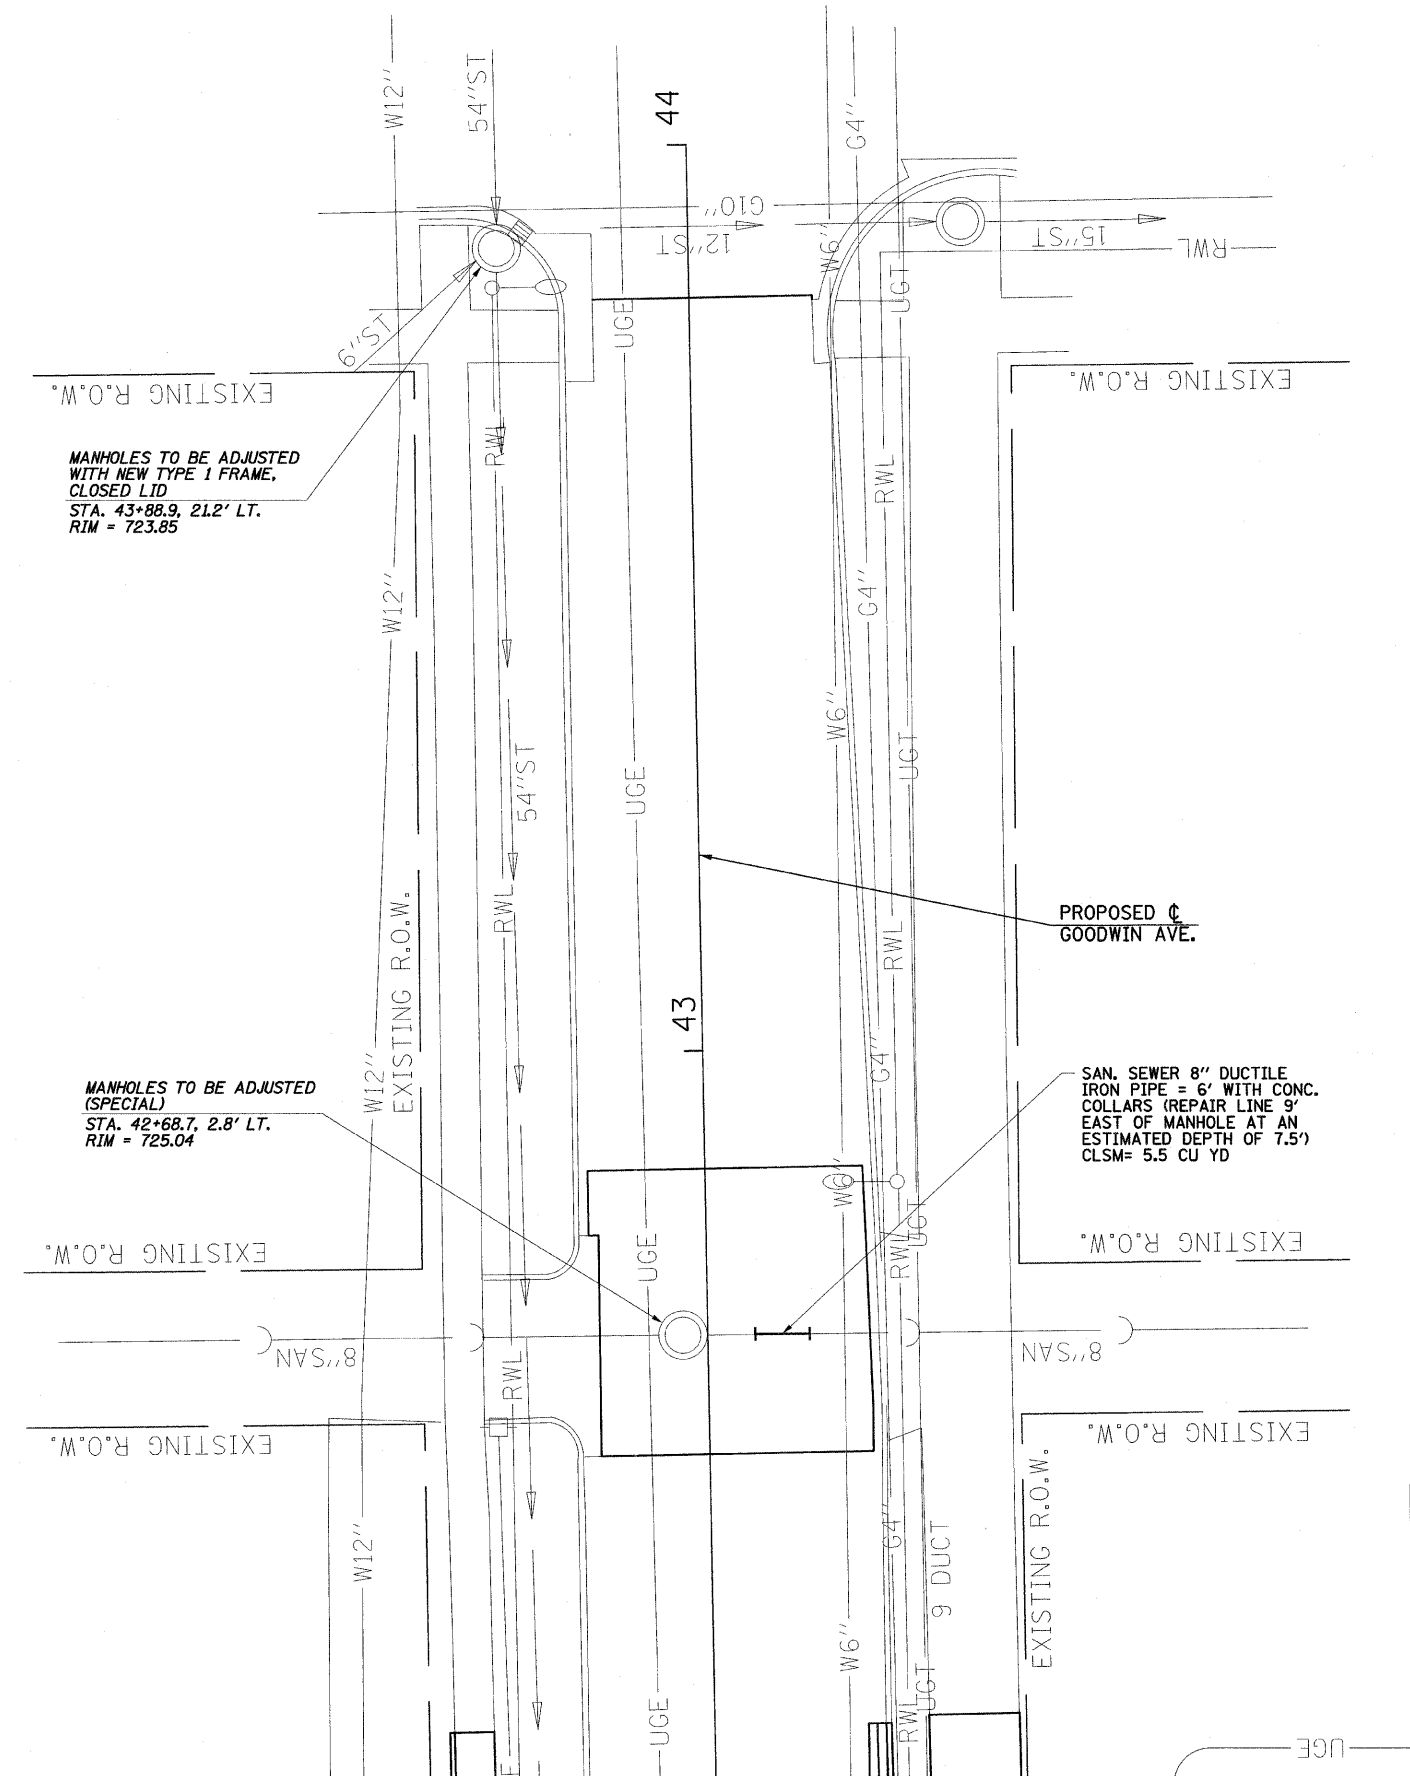 W12''
54''ST
44
G4''
G10''
12''ST
W6''
15''ST
RWL
6''ST
UGE
UGT
EXISTING R.O.W.
EXISTING R.O.W.
RWL
RWL
MANHOLES TO BE ADJUSTED
WITH NEW TYPE 1 FRAME,
CLOSED LID
STA. 43+88.9, 21.2' LT.
RIM = 723.85
W12''
G4''
W6''
UGT
54''ST
UGE
RWL
EXISTING R.O.W.
PROPOSED ℄
GOODWIN AVE.
RWL
43
W12''
G4''
MANHOLES TO BE ADJUSTED
(SPECIAL)
STA. 42+68.7, 2.8' LT.
RIM = 725.04
SAN. SEWER 8'' DUCTILE
IRON PIPE = 6' WITH CONC.
COLLARS (REPAIR LINE 9'
EAST OF MANHOLE AT AN
ESTIMATED DEPTH OF 7.5')
CLSM= 5.5 CU YD
W6''
UGT
EXISTING R.O.W.
UGE
RWL
EXISTING R.O.W.
8''SAN
RWL
8''SAN
EXISTING R.O.W.
EXISTING R.O.W.
W12''
G4''
9 DUCT
EXISTING R.O.W.
W6''
UGE
RWL
UGT
E
UGE